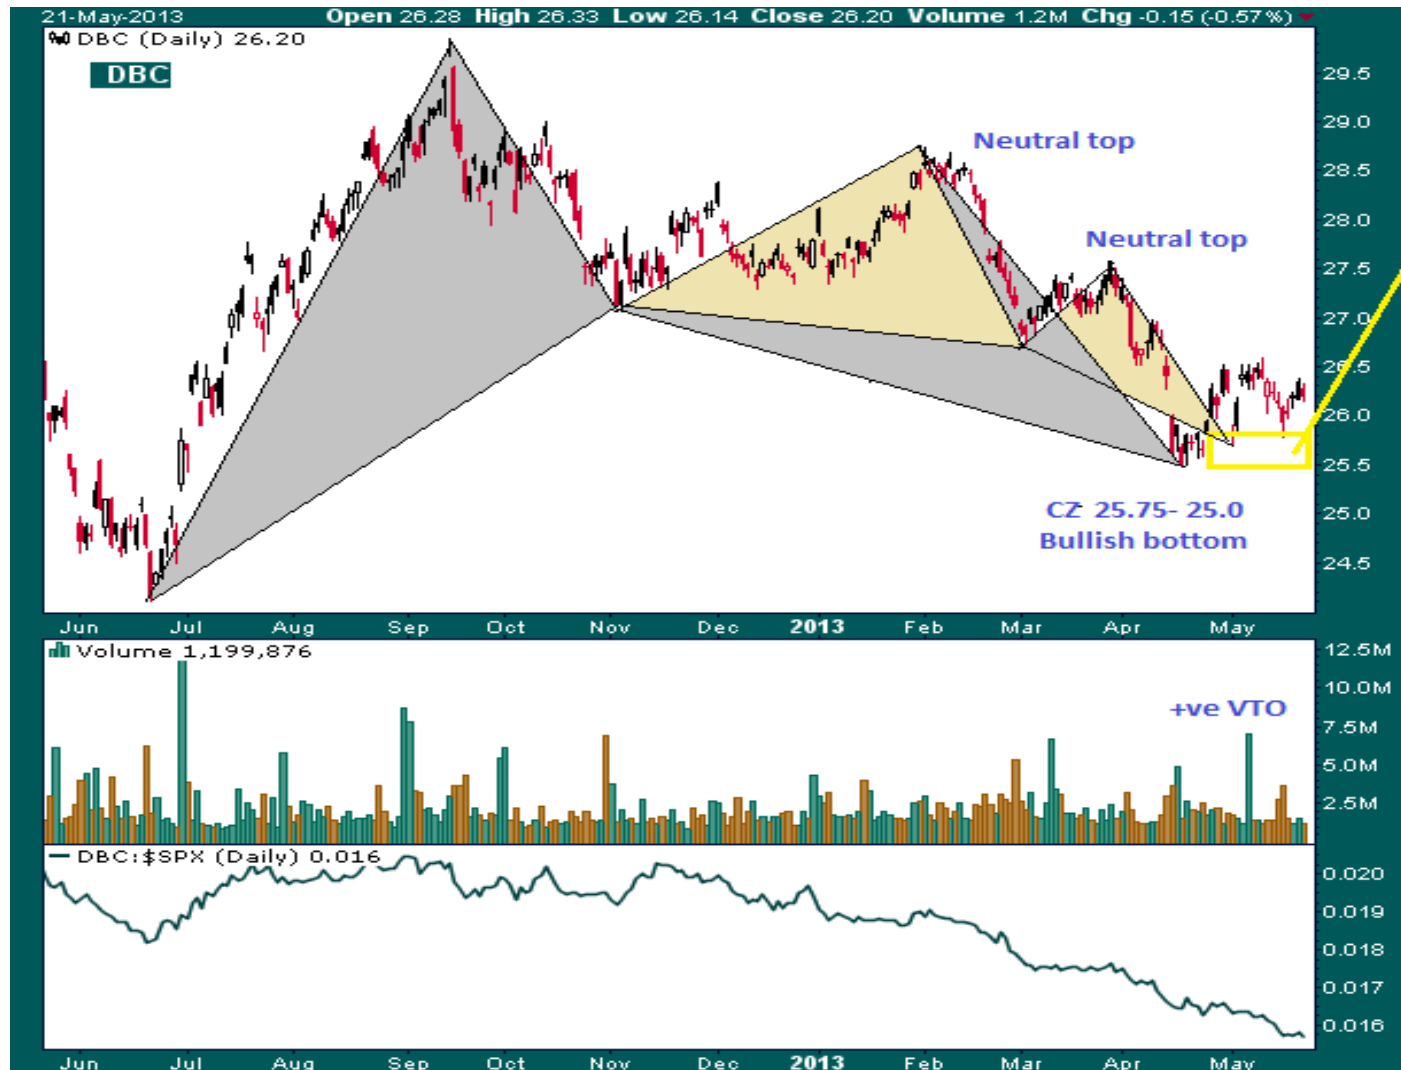 21-May-2013 Open 26.28 High 26.33 Low 26.14 Close 26.20 Volume 1.2M Chg -0.15 (-0.57%)
DBC (Daily) 26.20
DBC
29.5
29.0
28.5
28.0
27.5
27.0
26.5
26.0
25.5
25.0
24.5
Neutral top
Neutral top
CZ 25.75- 25.0
Bullish bottom
Jun Jul Aug Sep Oct Nov Dec 2013 Feb Mar Apr May
Volume 1,199,876
+ve VTO
12.5M
10.0M
7.5M
5.0M
2.5M
DBC:$SPX (Daily) 0.016
0.020
0.019
0.018
0.017
0.016
Jun Jul Aug Sep Oct Nov Dec 2013 Feb Mar Apr May